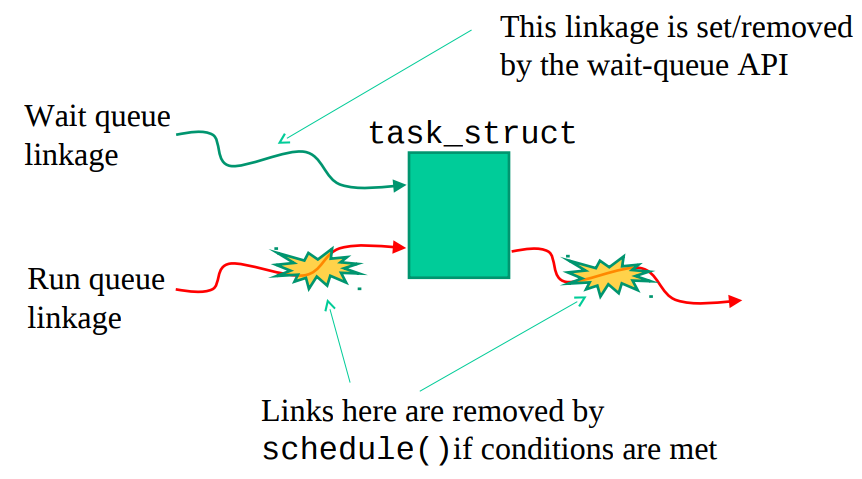 This linkage is set/removed
by the wait-queue API
Wait queue
linkage
task_struct
Run queue
linkage
Links here are removed by
schedule()if conditions are met